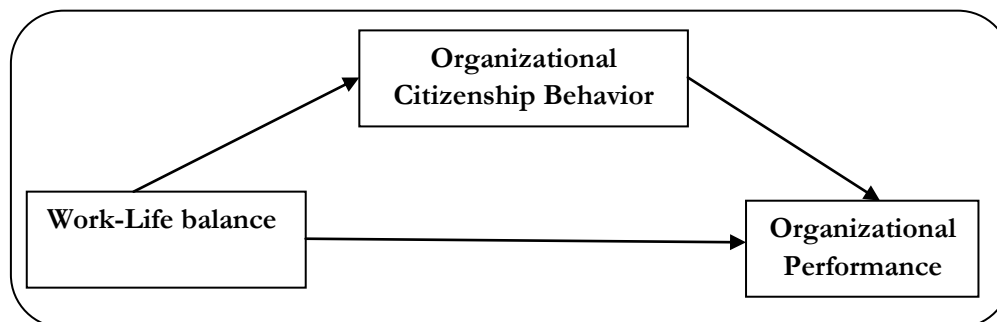 Organizational
Citizenship Behavior
Work-Life balance
Organizational
Performance